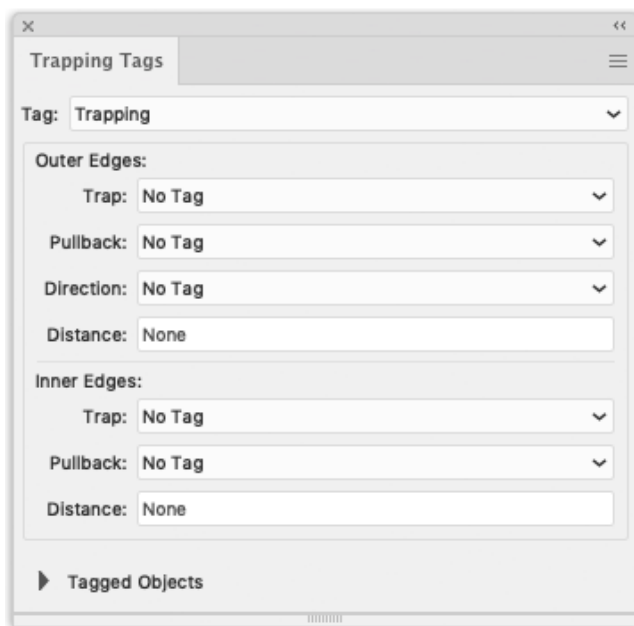 Trapping Tags
Tag: Trapping
Outer Edges:
Trap: No Tag
Pullback: No Tag
Direction: No Tag
Distance: None
Inner Edges:
Trap: No Tag
Pullback: No Tag
Distance: None
Tagged Objects